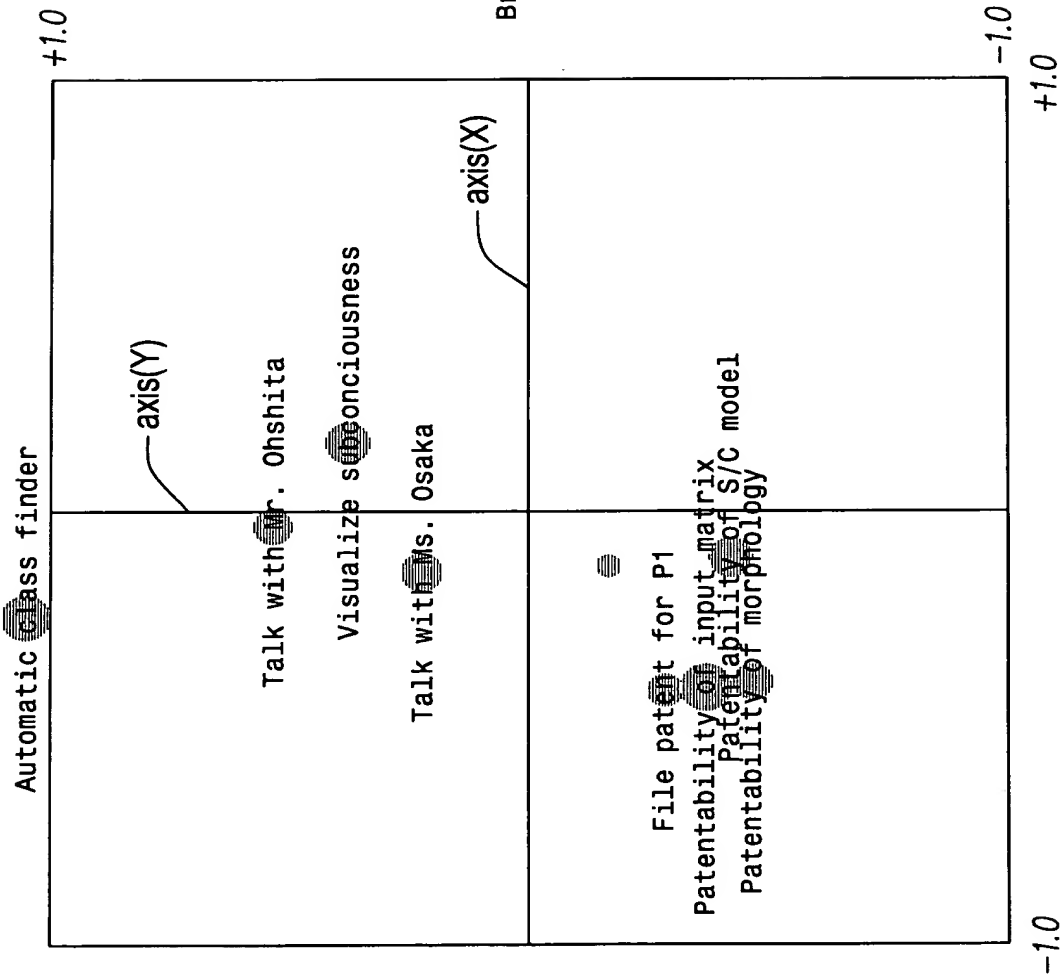 Automatic class finder
+1.0
axis(Y)
Talk with Mr. Ohshita
Visualize subconciousness
Talk with Ms. Osaka
axis(X)
File patent for P1
Patentability of input matrix
Patentability of S/C model
Patentability of morphology
-1.0
-1.0 +1.0